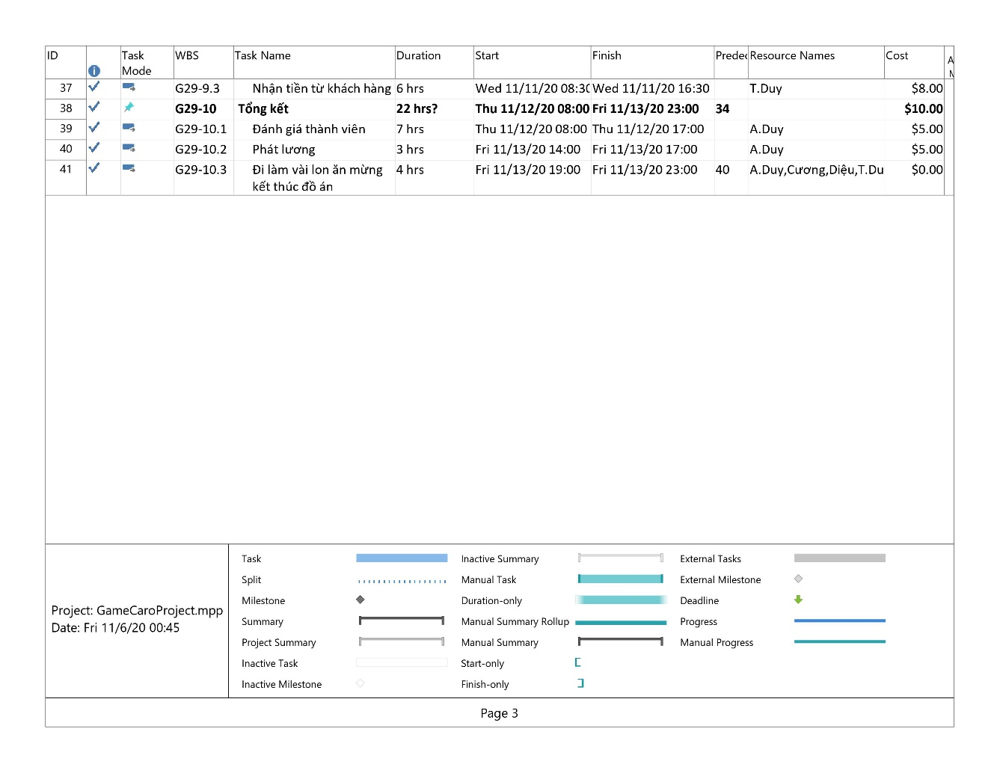 ID Task Mode WBS Task Name Duration Start Finish Predec Resource Names Cost A M
37 G29-9.3 Nhận tiền từ khách hàng 6 hrs Wed 11/11/20 08:30 Wed 11/11/20 16:30 T.Duy $8.00
38 G29-10 Tổng kết 22 hrs? Thu 11/12/20 08:00 Fri 11/13/20 23:00 34 $10.00
39 G29-10.1 Đánh giá thành viên 7 hrs Thu 11/12/20 08:00 Thu 11/12/20 17:00 A.Duy $5.00
40 G29-10.2 Phát lương 3 hrs Fri 11/13/20 14:00 Fri 11/13/20 17:00 A.Duy $5.00
41 G29-10.3 Đi làm vài lon ăn mừng 4 hrs Fri 11/13/20 19:00 Fri 11/13/20 23:00 40 A.Duy,Cương,Diệu,T.Du $0.00
kết thúc đồ án
Project: GameCaroProject.mpp
Date: Fri 11/6/20 00:45
Task
Split
Milestone
Summary
Project Summary
Inactive Task
Inactive Milestone
Inactive Summary
Manual Task
Duration-only
Manual Summary Rollup
Manual Summary
Start-only
Finish-only
External Tasks
External Milestone
Deadline
Progress
Manual Progress
Page 3